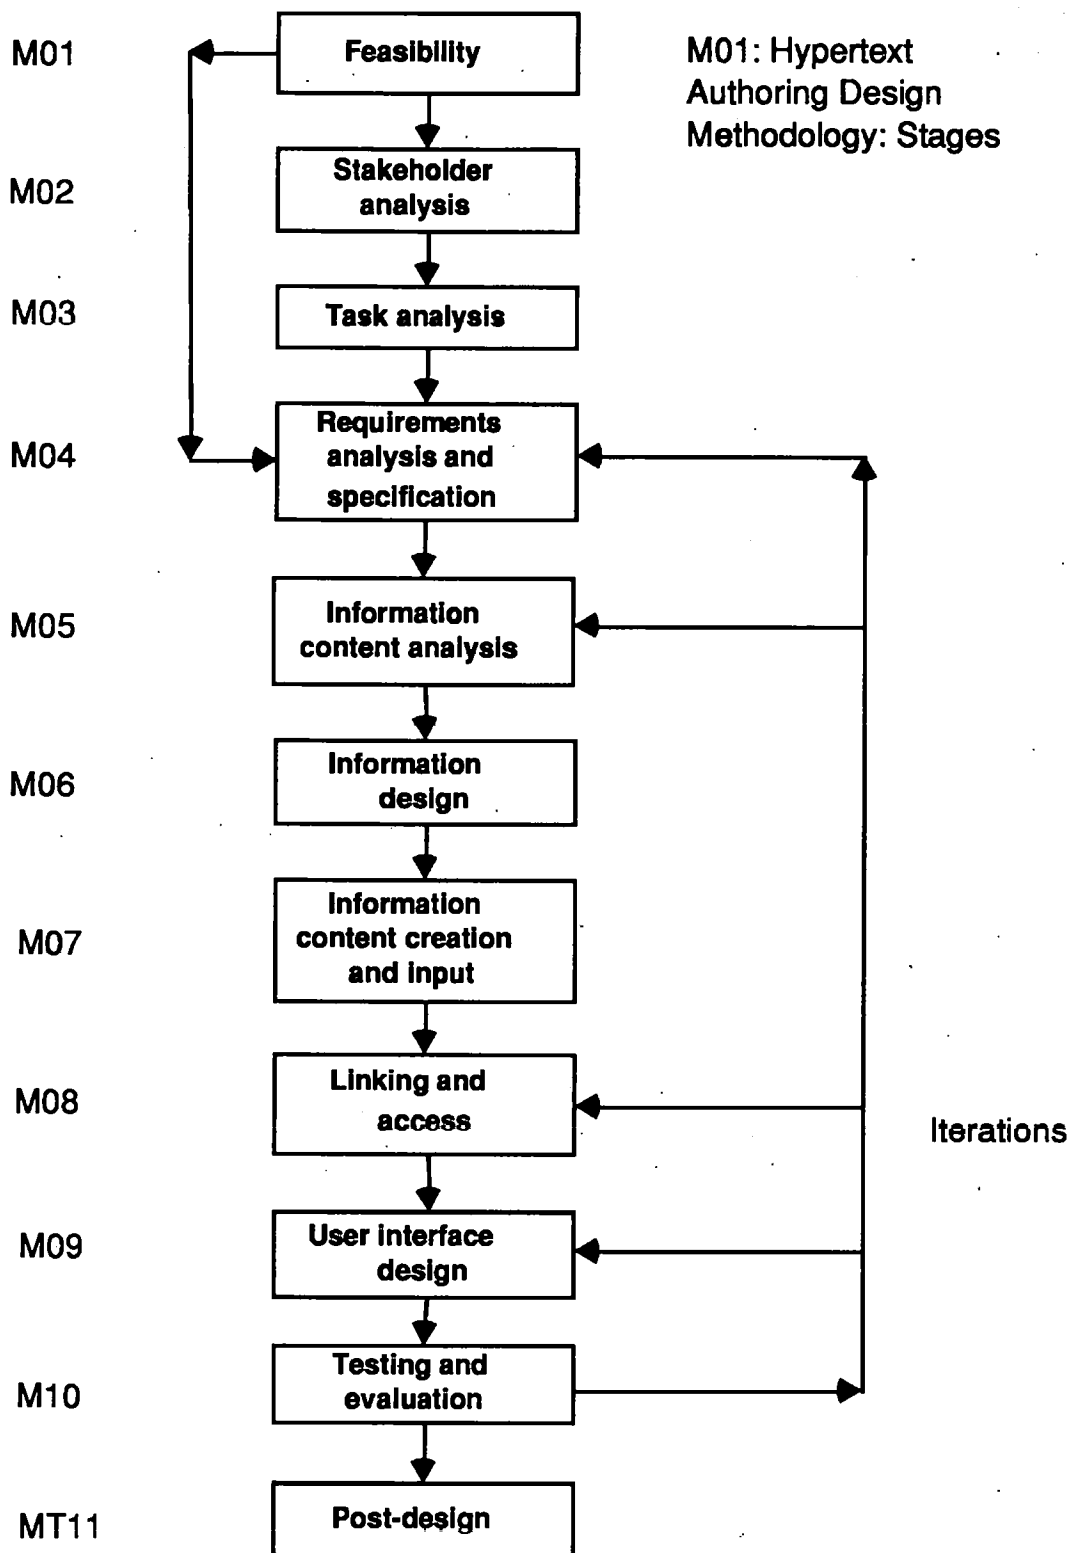 M01
Feasibility
M01: Hypertext
Authoring Design
Methodology: Stages
M02
Stakeholder
analysis
M03
Task analysis
M04
Requirements
analysis and
specification
M05
Information
content analysis
M06
Information
design
M07
Information
content creation
and input
M08
Linking and
access
Iterations
M09
User interface
design
M10
Testing and
evaluation
MT11
Post-design